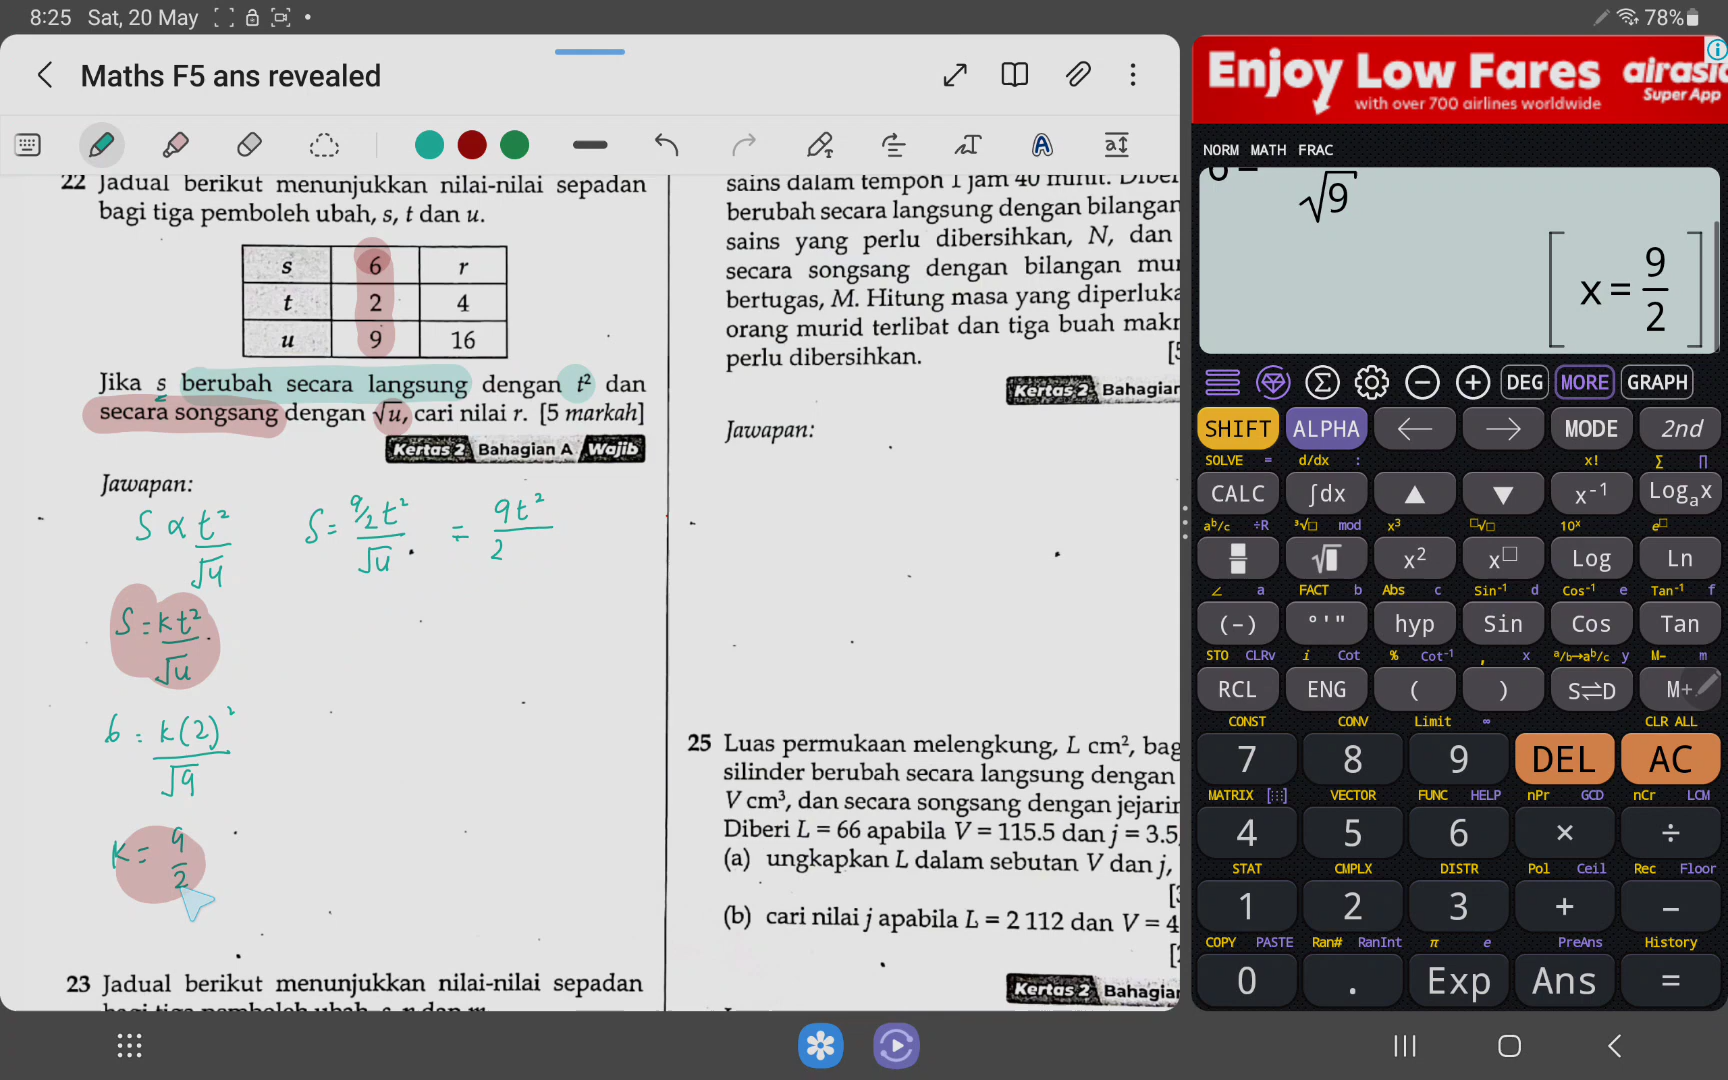 8:25 Sat, 20 May
78%
Maths F5 ans revealed
22 Jadual berikut menunjukkan nilai-nilai sepadan
bagi tiga pemboleh ubah, s, t dan u.
s 6 r
t 2 4
u 9 16
Jika s berubah secara langsung dengan t² dan
secara songsang dengan √u, cari nilai r. [5 markah]
Kertas 2 Bahagian A Wajib
Jawapan:
S ∝ t²/√u
S = 9/2 t²/√u = 9t²/2
S = kt²/√u
6 = k(2)²/√9
k = 9/2
23 Jadual berikut menunjukkan nilai-nilai sepadan
sains dalam tempoh 1 jam 40 minit.
berubah secara langsung dengan bilangan
sains yang perlu dibersihkan, N, dan
secara songsang dengan bilangan
bertugas, M. Hitung masa yang
orang murid terlibat dan tiga buah
perlu dibersihkan.
Kertas 2 Bahagian
Jawapan:
25 Luas permukaan melengkung, L cm²,
silinder berubah secara langsung dengan
V cm³, dan secara songsang dengan
Diberi L = 66 apabila V = 115.5 dan j = 3.5
(a) ungkapkan L dalam sebutan V dan j,
(b) cari nilai j apabila L = 2 112 dan V = 4
Kertas 2 Bahagian
Enjoy Low Fares
with over 700 airlines worldwide
airasia
Super App
NORM MATH FRAC
√9
[x = 9/2]
DEG MORE GRAPH
SHIFT ALPHA ← → MODE 2nd
SOLVE = d/dx : x! Σ ∏
CALC ∫dx ▲ ▼ x⁻¹ Logₐx
a b/c ÷R ³√□ mod x³ □√□ 10ˣ e□
√ x² x□ Log Ln
∠ a FACT b Abs c Sin⁻¹ d Cos⁻¹ e Tan⁻¹ f
(−) °'" hyp Sin Cos Tan
STO CLRv i Cot % Cot⁻¹ , x a/b→a b/c y M− m
RCL ENG ( ) S⇌D M+
CONST CONV Limit ∞ CLR ALL
7 8 9 DEL AC
MATRIX VECTOR FUNC HELP nPr GCD nCr LCM
4 5 6 × ÷
STAT CMPLX DISTR Pol Ceil Rec Floor
1 2 3 + −
COPY PASTE Ran# RanInt π e PreAns History
0 . Exp Ans =